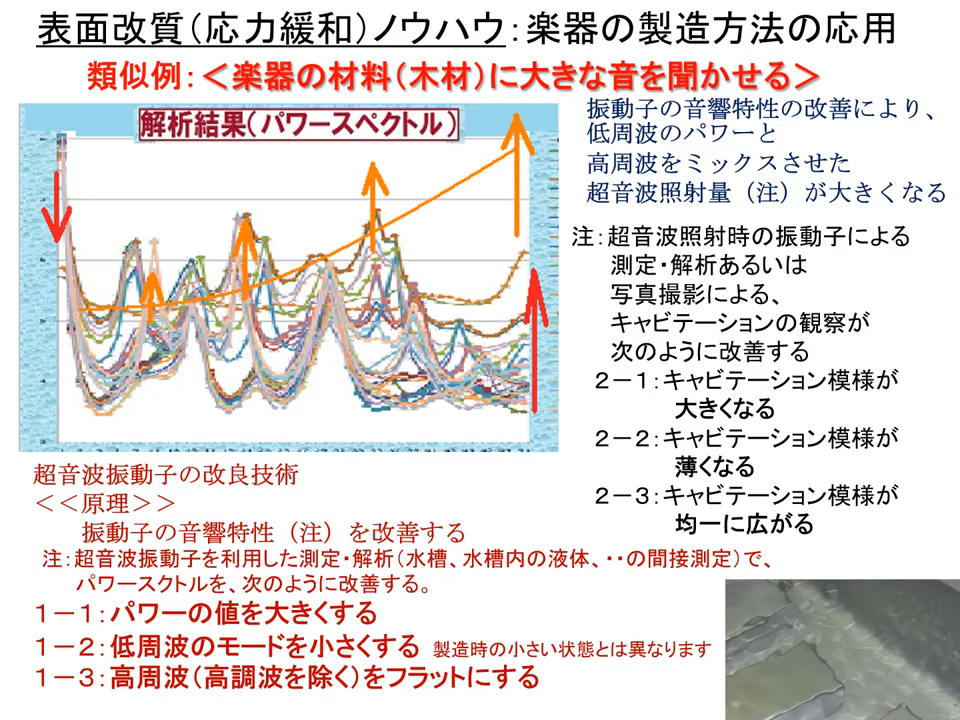 表面改質（応力緩和）ノウハウ：楽器の製造方法の応用
類似例：＜楽器の材料（木材）に大きな音を聞かせる＞
解析結果（パワースペクトル）
振動子の音響特性の改善により、
低周波のパワーと
高周波をミックスさせた
超音波照射量（注）が大きくなる
注：超音波照射時の振動子による
測定・解析あるいは
写真撮影による、
キャビテーションの観察が
次のように改善する
２－１：キャビテーション模様が
大きくなる
２－２：キャビテーション模様が
薄くなる
２－３：キャビテーション模様が
均一に広がる
超音波振動子の改良技術
＜＜原理＞＞
振動子の音響特性（注）を改善する
注：超音波振動子を利用した測定・解析（水槽、水槽内の液体、・・の間接測定）で、
パワースクトルを、次のように改善する。
１－１：パワーの値を大きくする
１－２：低周波のモードを小さくする 製造時の小さい状態とは異なります
１－３：高周波（高調波を除く）をフラットにする